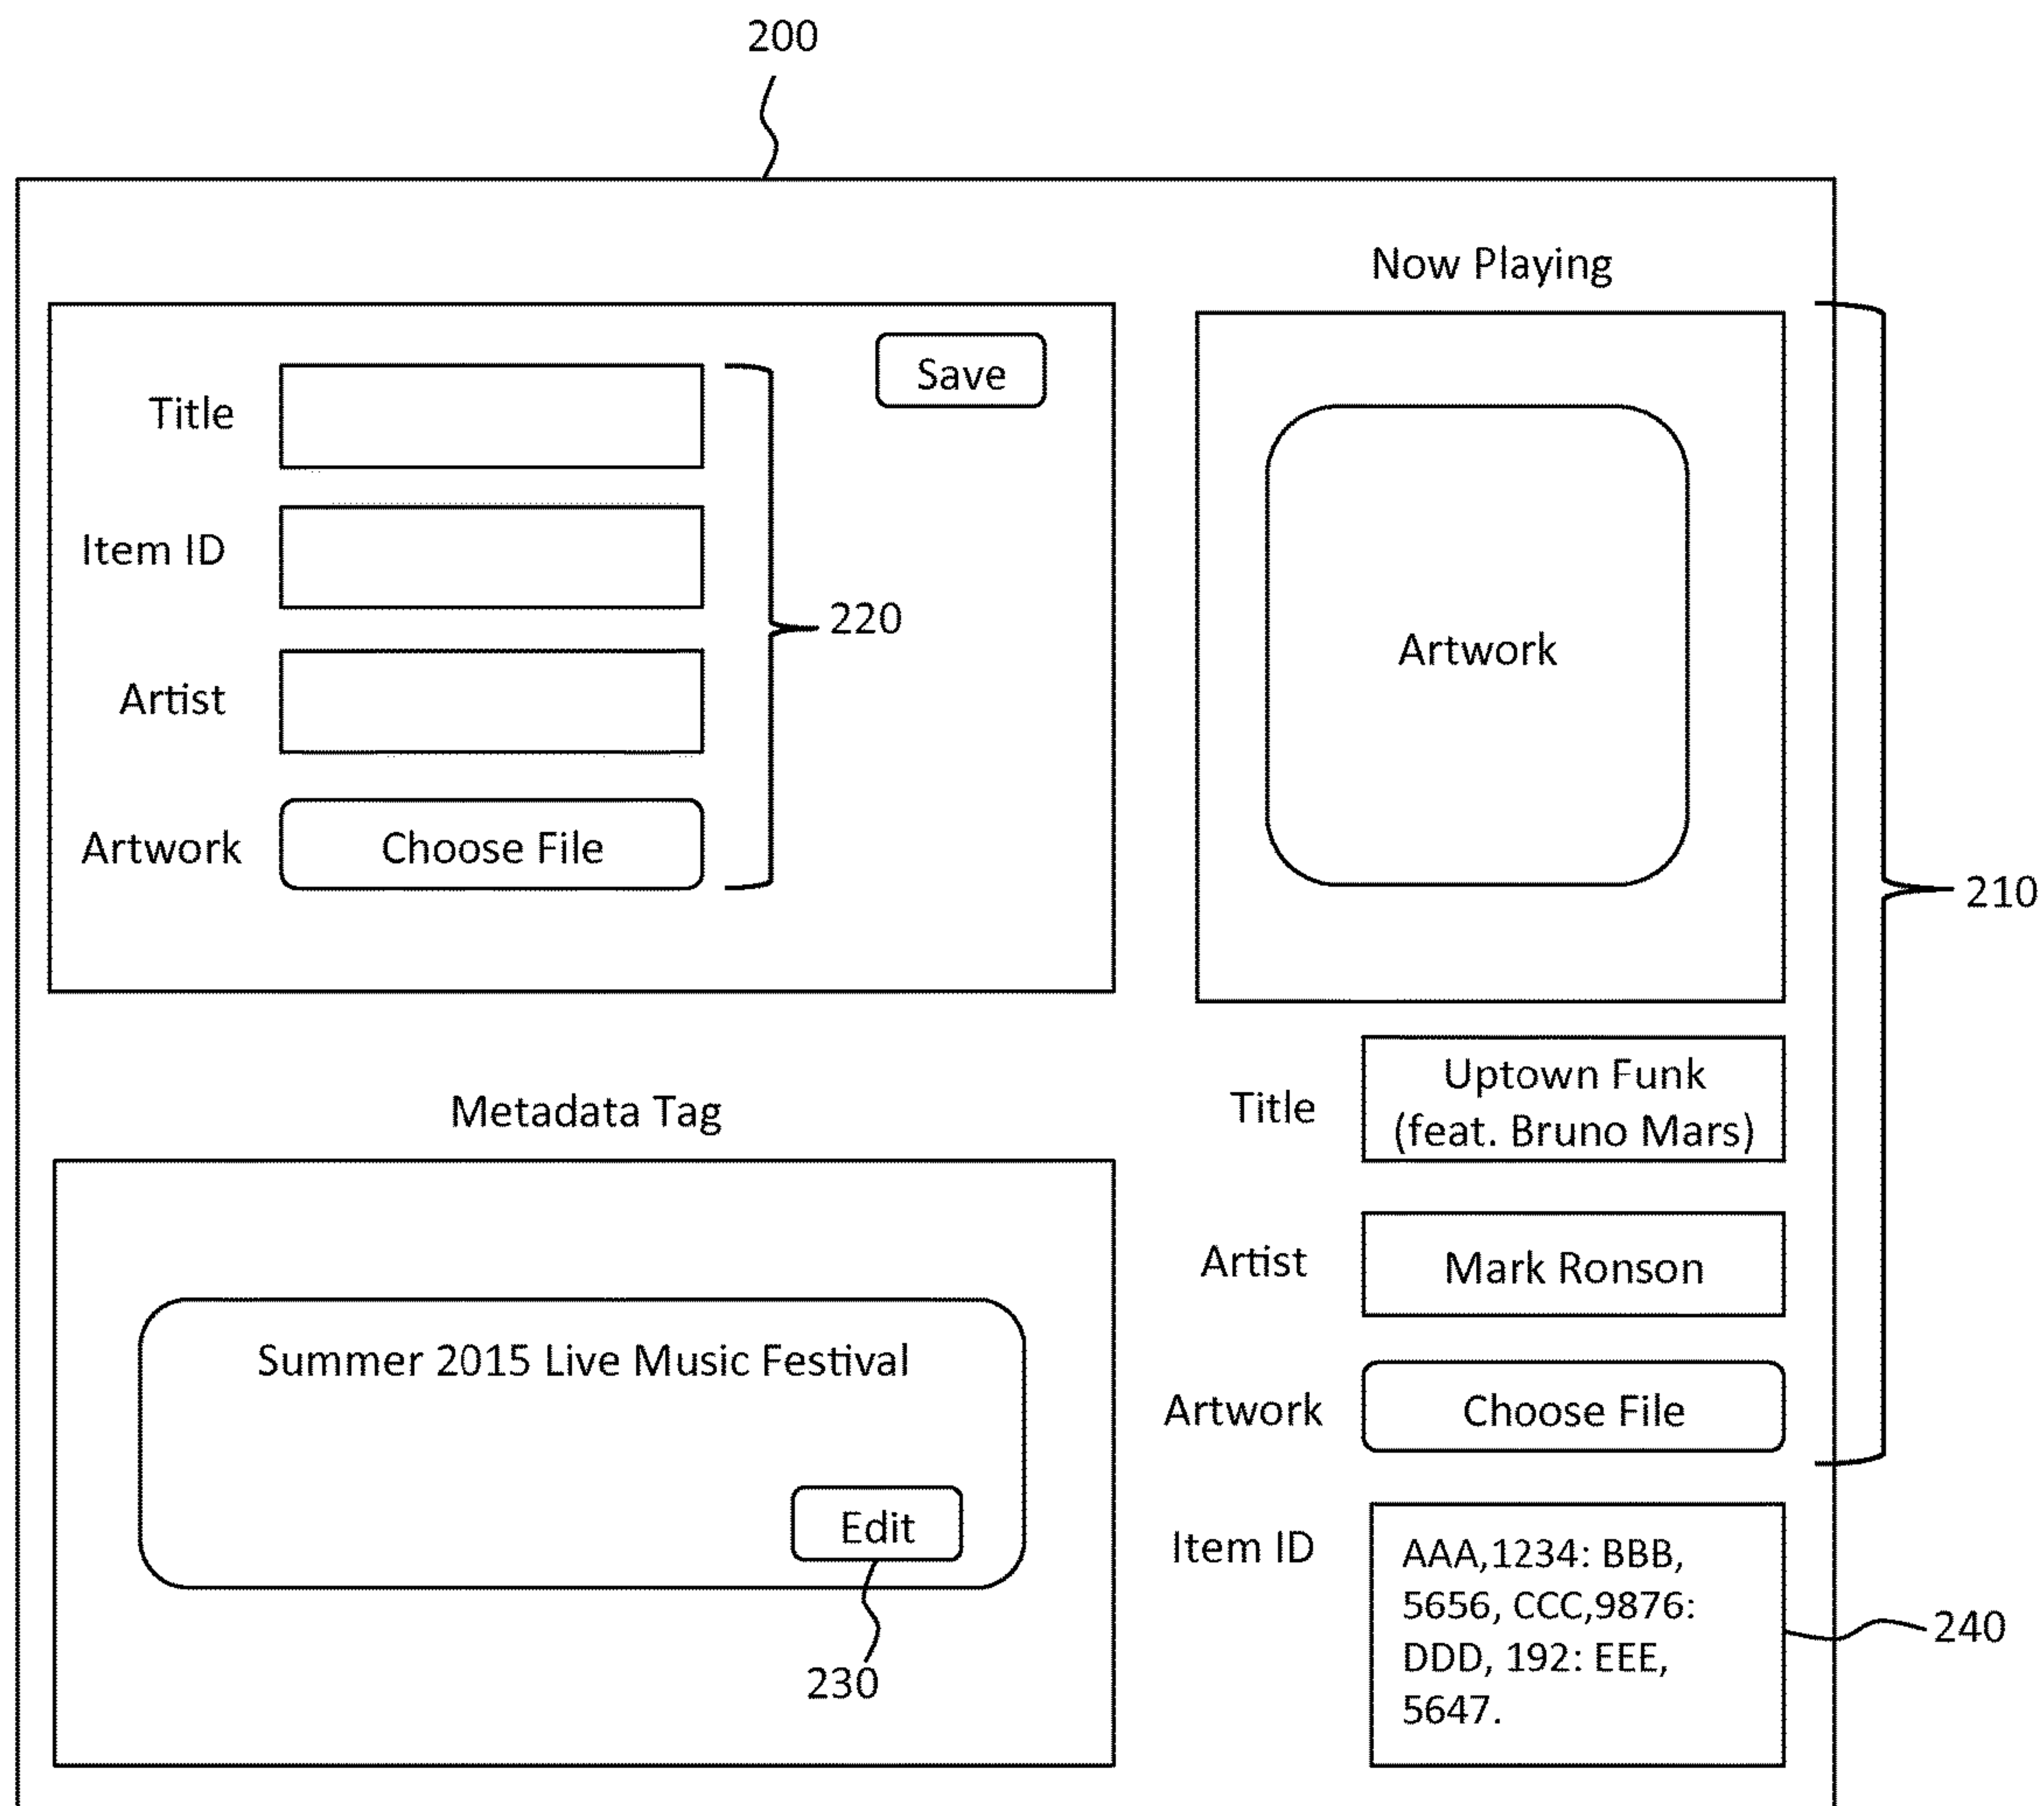 200
Save
Title
Item ID
Artist
Artwork
Choose File
220
Now Playing
Artwork
210
Title
Uptown Funk
(feat. Bruno Mars)
Artist
Mark Ronson
Artwork
Choose File
Item ID
AAA,1234: BBB,
5656, CCC,9876:
DDD, 192: EEE,
5647.
240
Metadata Tag
Summer 2015 Live Music Festival
Edit
230